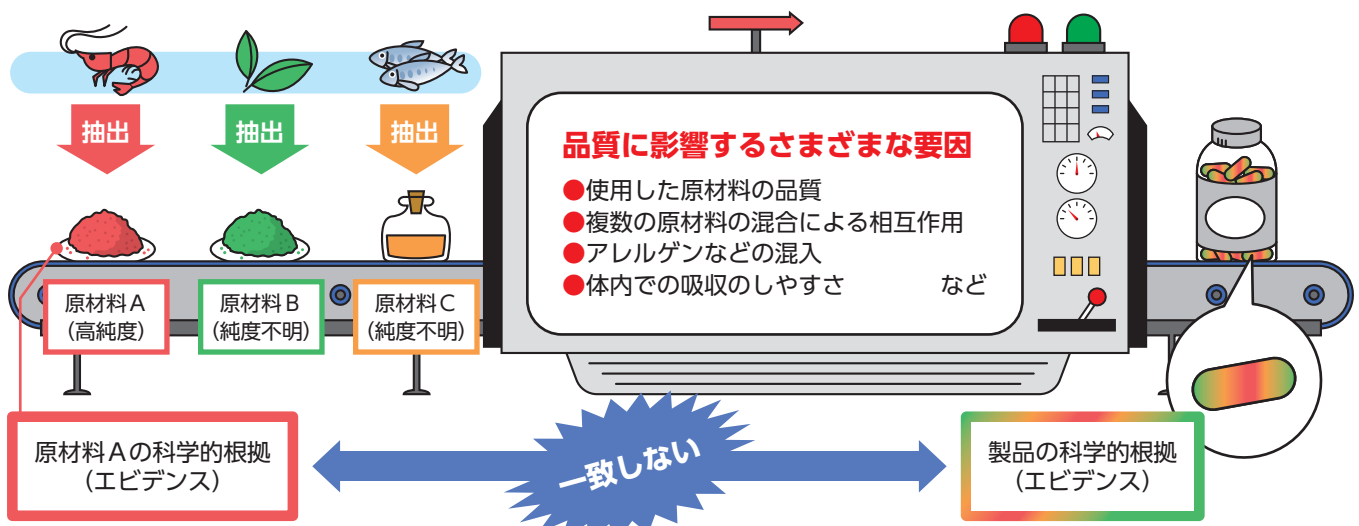 抽出
抽出
抽出
品質に影響するさまざまな要因
●使用した原材料の品質
●複数の原材料の混合による相互作用
●アレルゲンなどの混入
●体内での吸収のしやすさ など
原材料A
(高純度)
原材料B
(純度不明)
原材料C
(純度不明)
原材料Aの科学的根拠
(エビデンス)
一致しない
製品の科学的根拠
(エビデンス)